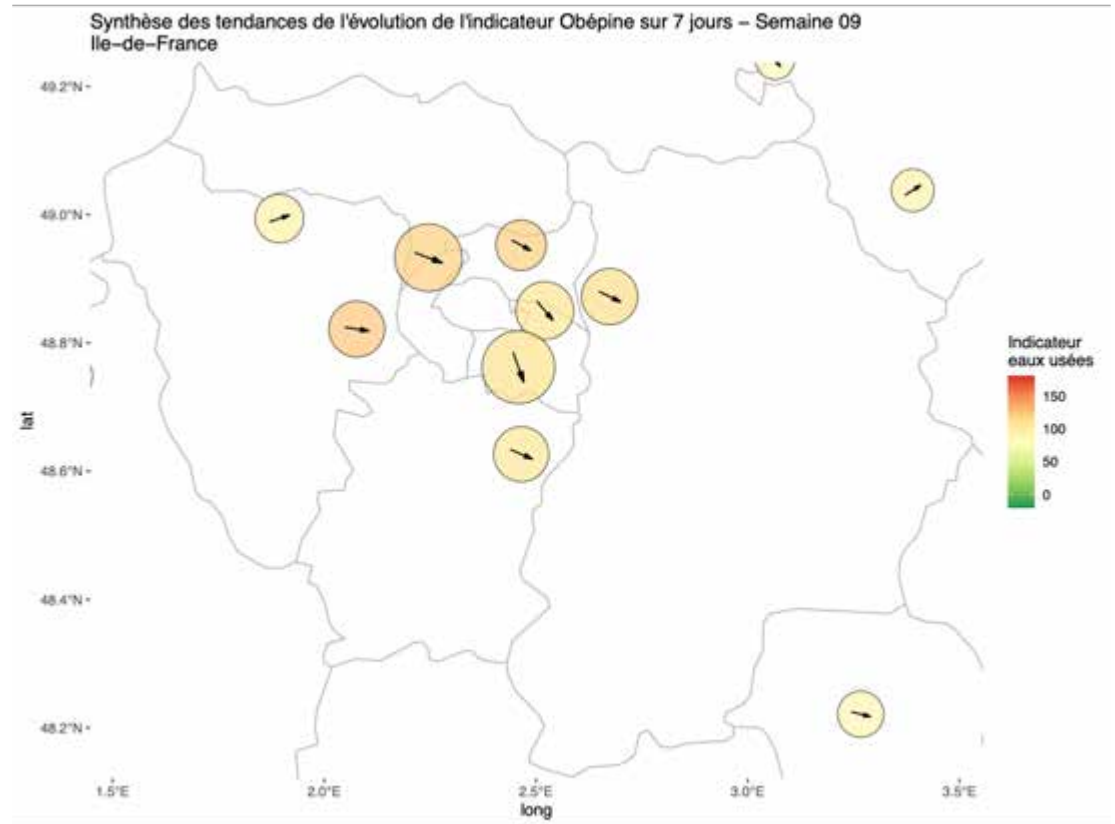 Synthèse des tendances de l'évolution de l'indicateur Obépine sur 7 jours – Semaine 09
Ile–de–France
49.2°N
49.0°N
48.8°N
48.6°N
48.4°N
48.2°N
lat
1.5°E
2.0°E
2.5°E
3.0°E
3.5°E
long
Indicateur
eaux usées
150
100
50
0